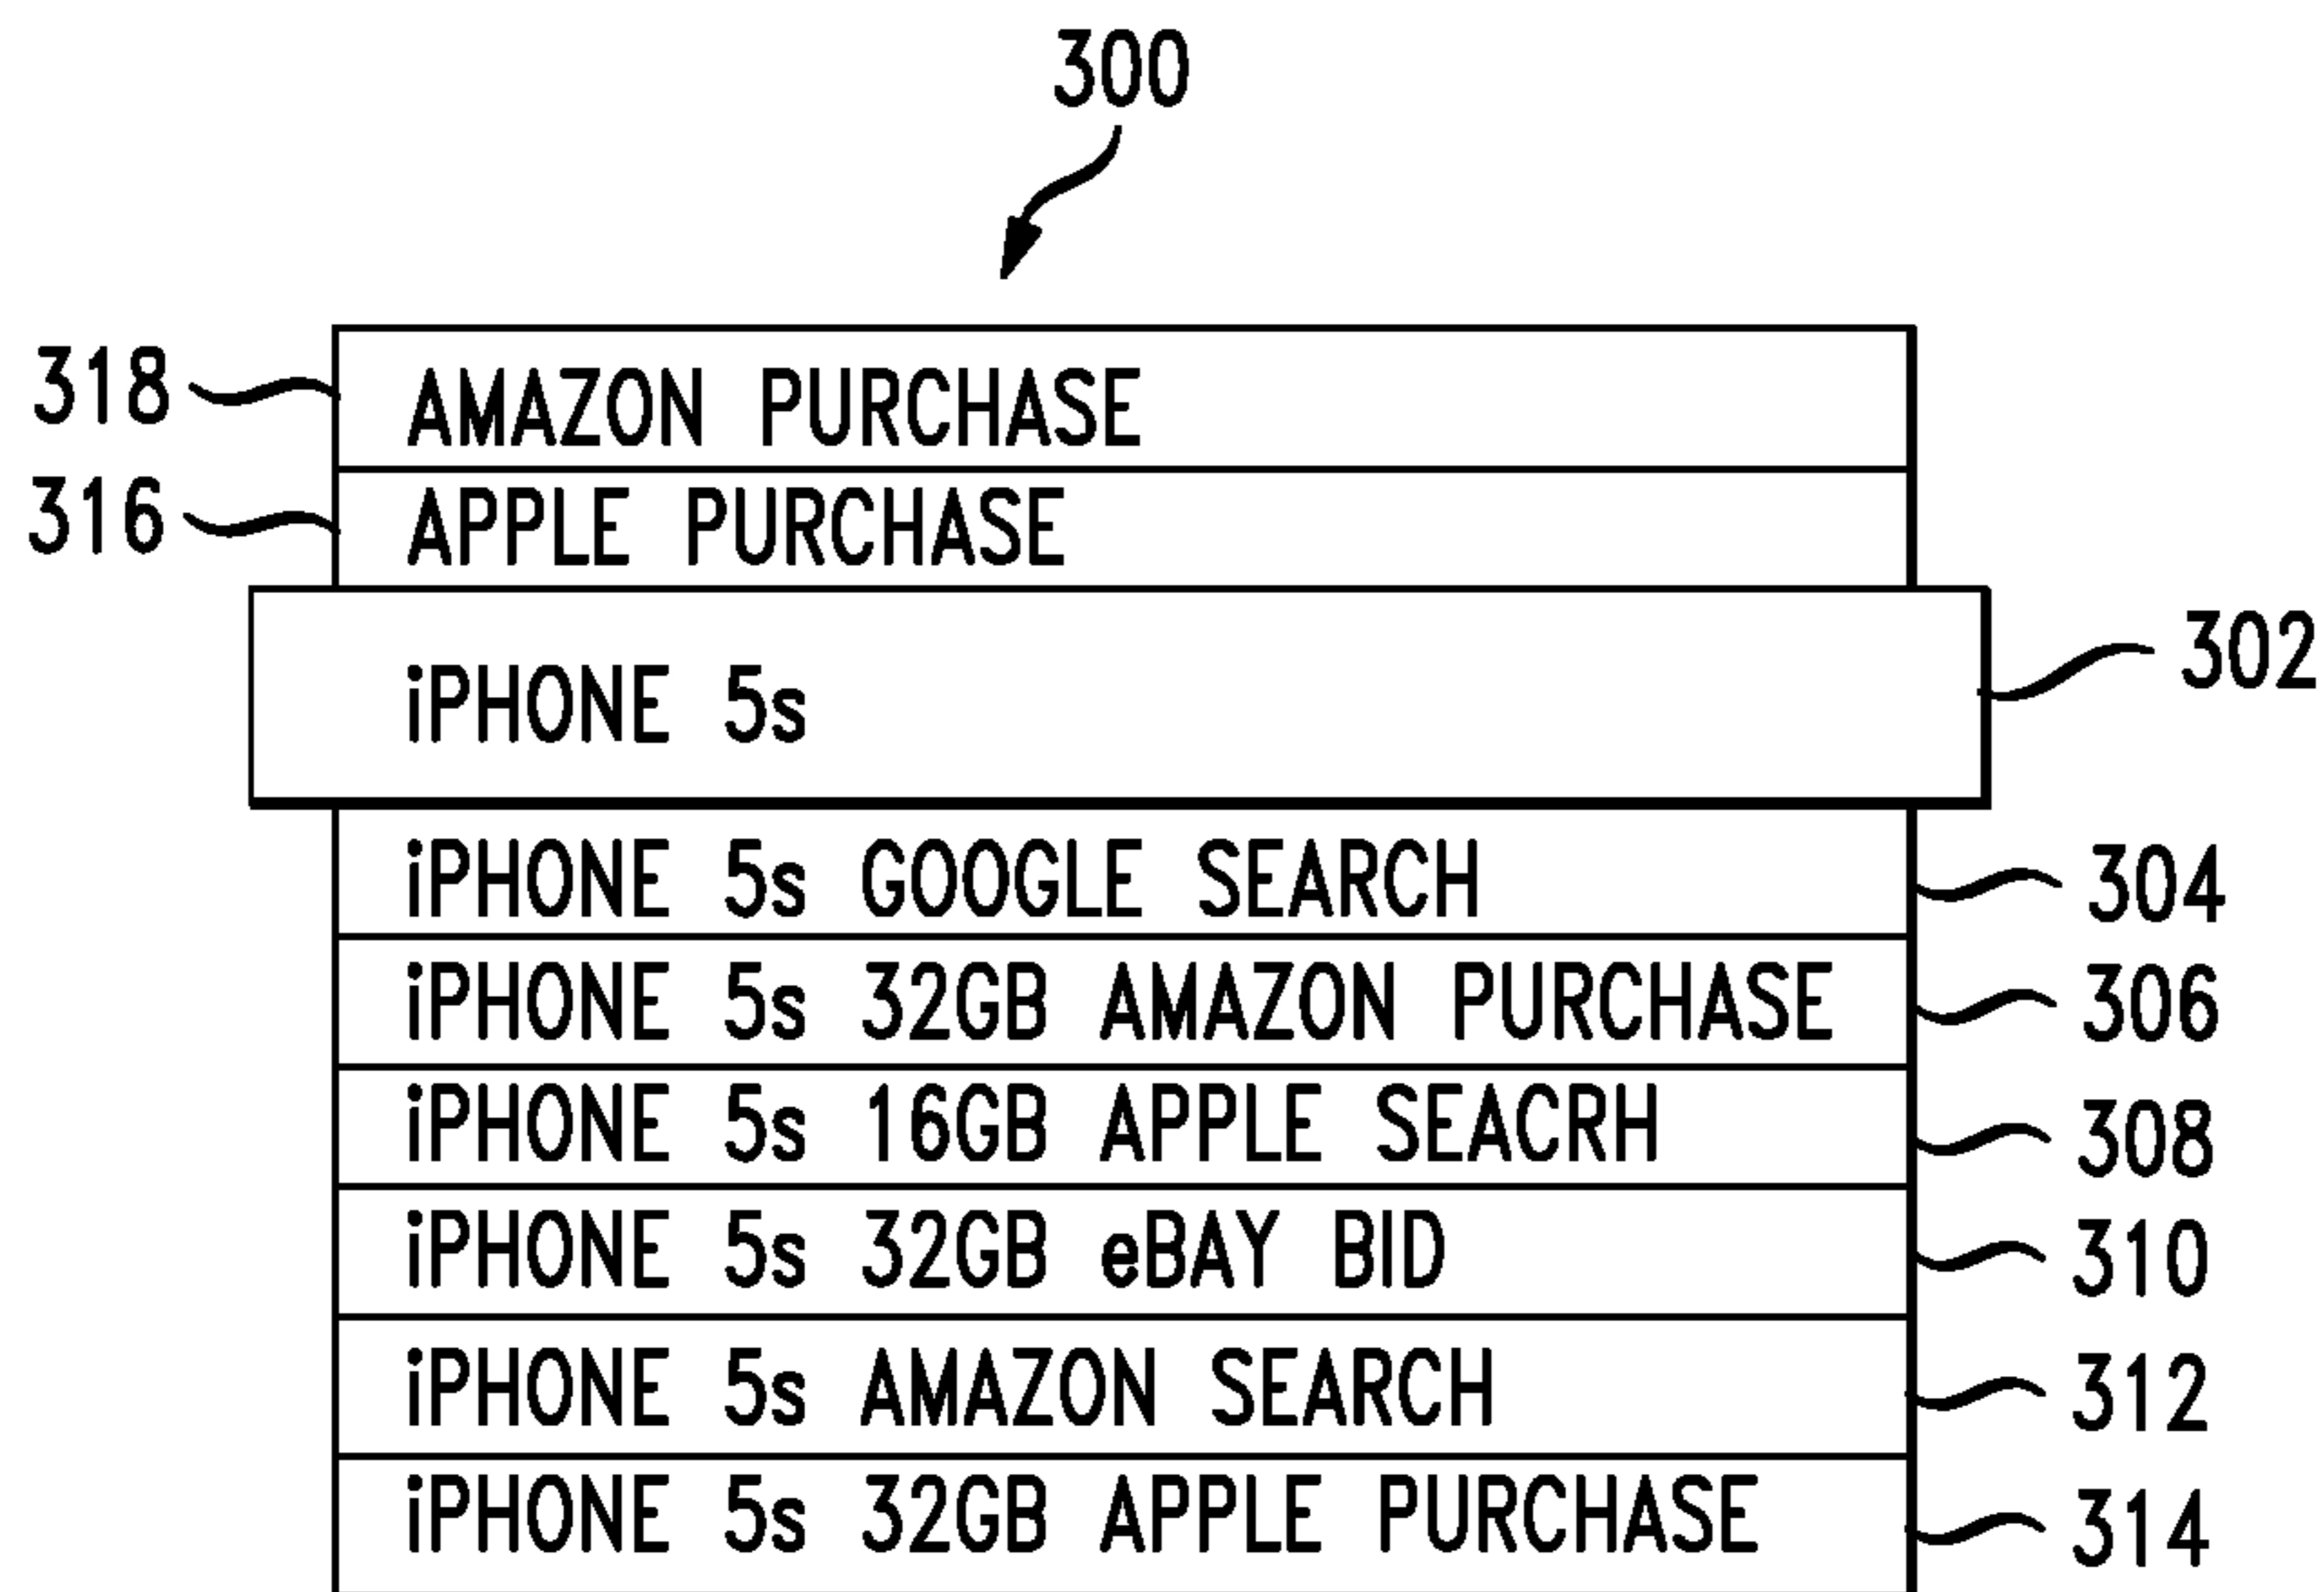 300
318 AMAZON PURCHASE
316 APPLE PURCHASE
iPHONE 5s 302
iPHONE 5s GOOGLE SEARCH 304
iPHONE 5s 32GB AMAZON PURCHASE 306
iPHONE 5s 16GB APPLE SEACRH 308
iPHONE 5s 32GB eBAY BID 310
iPHONE 5s AMAZON SEARCH 312
iPHONE 5s 32GB APPLE PURCHASE 314